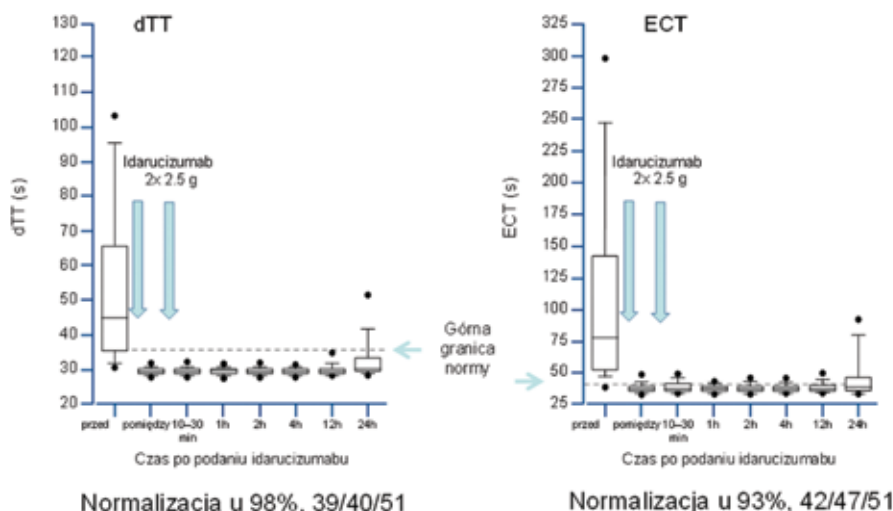 dTT
130
120
110
100
90
80
70
60
50
40
30
20
dTT (s)
Idarucizumab
2x 2.5 g
przed
pomiędzy
10–30
min
1h
2h
4h
12h
24h
Czas po podaniu idarucizumabu
Normalizacja u 98%, 39/40/51
Górna
granica
normy
ECT
325
300
275
250
225
200
175
150
125
100
75
50
25
ECT (s)
Idarucizumab
2x 2.5 g
przed
pomiędzy
10–30
min
1h
2h
4h
12h
24h
Czas po podaniu idarucizumabu
Normalizacja u 93%, 42/47/51